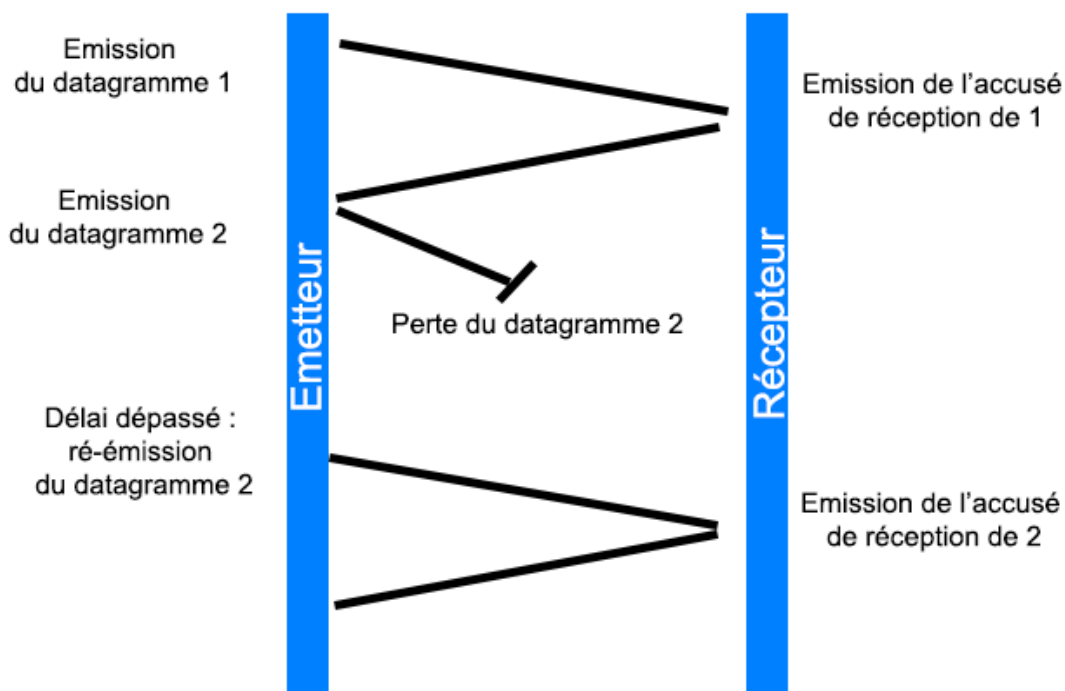 Emission
du datagramme 1
Emission de l'accusé
de réception de 1
Emission
du datagramme 2
Emetteur
Récepteur
Perte du datagramme 2
Délai dépassé :
ré-émission
du datagramme 2
Emission de l'accusé
de réception de 2